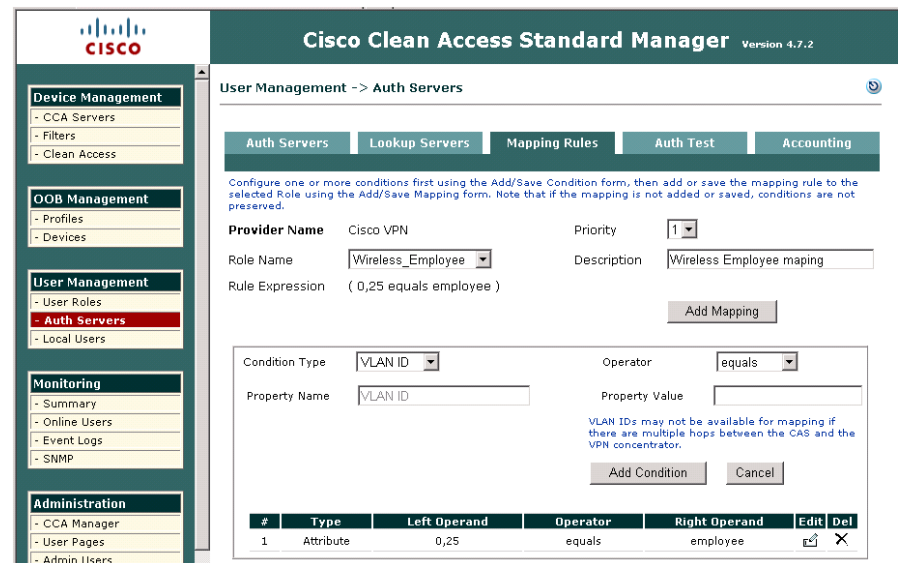 CISCO
Cisco Clean Access Standard Manager Version 4.7.2
Device Management
- CCA Servers
- Filters
- Clean Access
OOB Management
- Profiles
- Devices
User Management
- User Roles
- Auth Servers
- Local Users
Monitoring
- Summary
- Online Users
- Event Logs
- SNMP
Administration
- CCA Manager
- User Pages
- Admin Users
User Management -> Auth Servers
Auth Servers Lookup Servers Mapping Rules Auth Test Accounting
Configure one or more conditions first using the Add/Save Condition form, then add or save the mapping rule to the
selected Role using the Add/Save Mapping form. Note that if the mapping is not added or saved, conditions are not
preserved.
Provider Name Cisco VPN Priority 1
Role Name Wireless_Employee Description Wireless Employee maping
Rule Expression ( 0,25 equals employee )
Add Mapping
Condition Type VLAN ID Operator equals
Property Name VLAN ID Property Value
VLAN IDs may not be available for mapping if
there are multiple hops between the CAS and the
VPN concentrator.
Add Condition Cancel
# Type Left Operand Operator Right Operand Edit Del
1 Attribute 0,25 equals employee